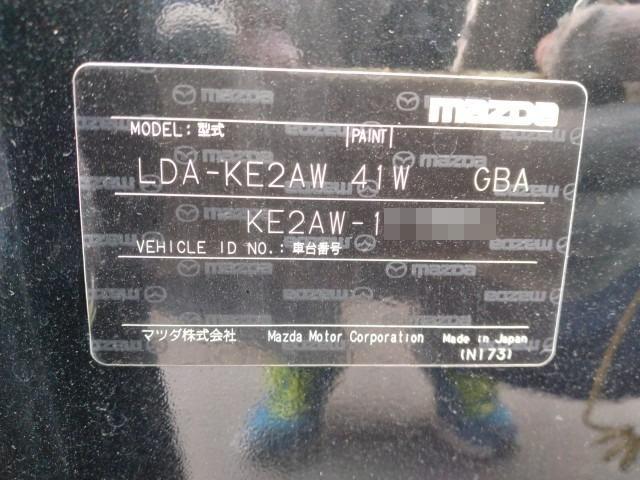 mazda
MODEL:型式 PAINT
LDA-KE2AW 41W GBA
KE2AW-1
VEHICLE ID NO.:車台番号
マツダ株式会社 Mazda Motor Corporation Made in Japan
(N173)